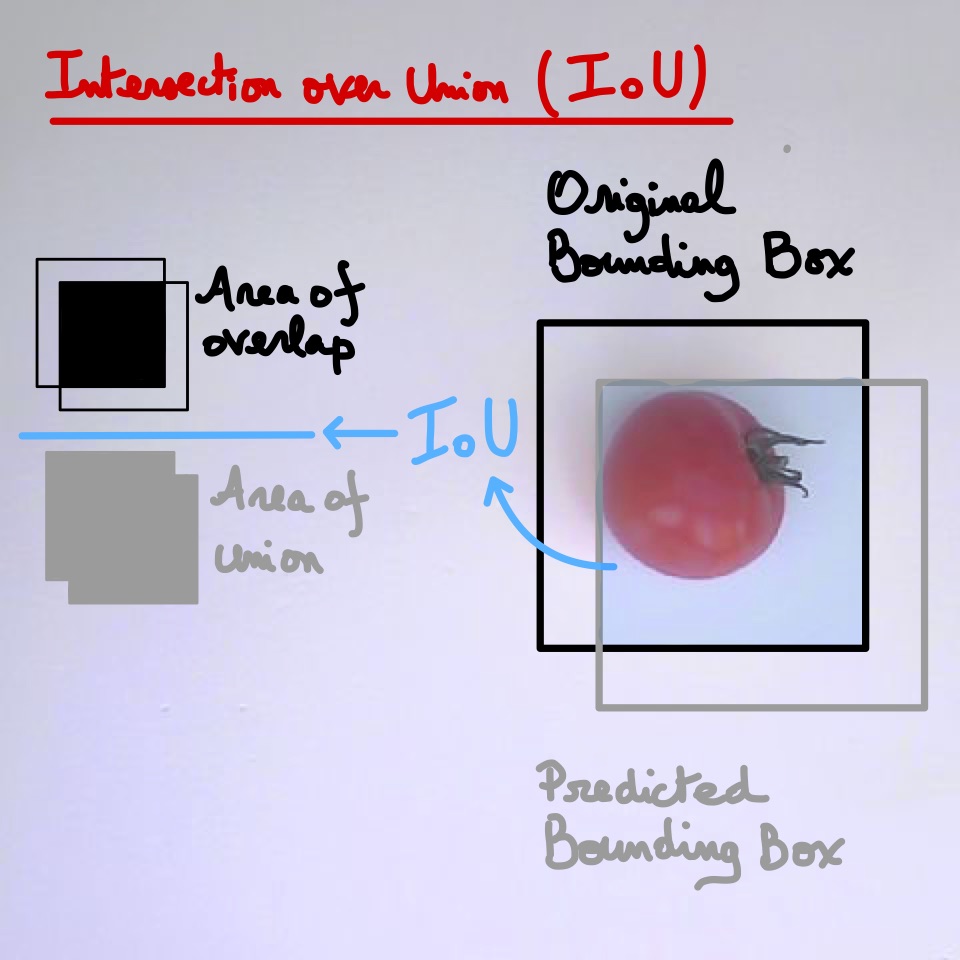 Intersection over Union (IoU)
Original
Bounding Box
Area of
overlap
IoU
Area of
union
Predicted
Bounding Box